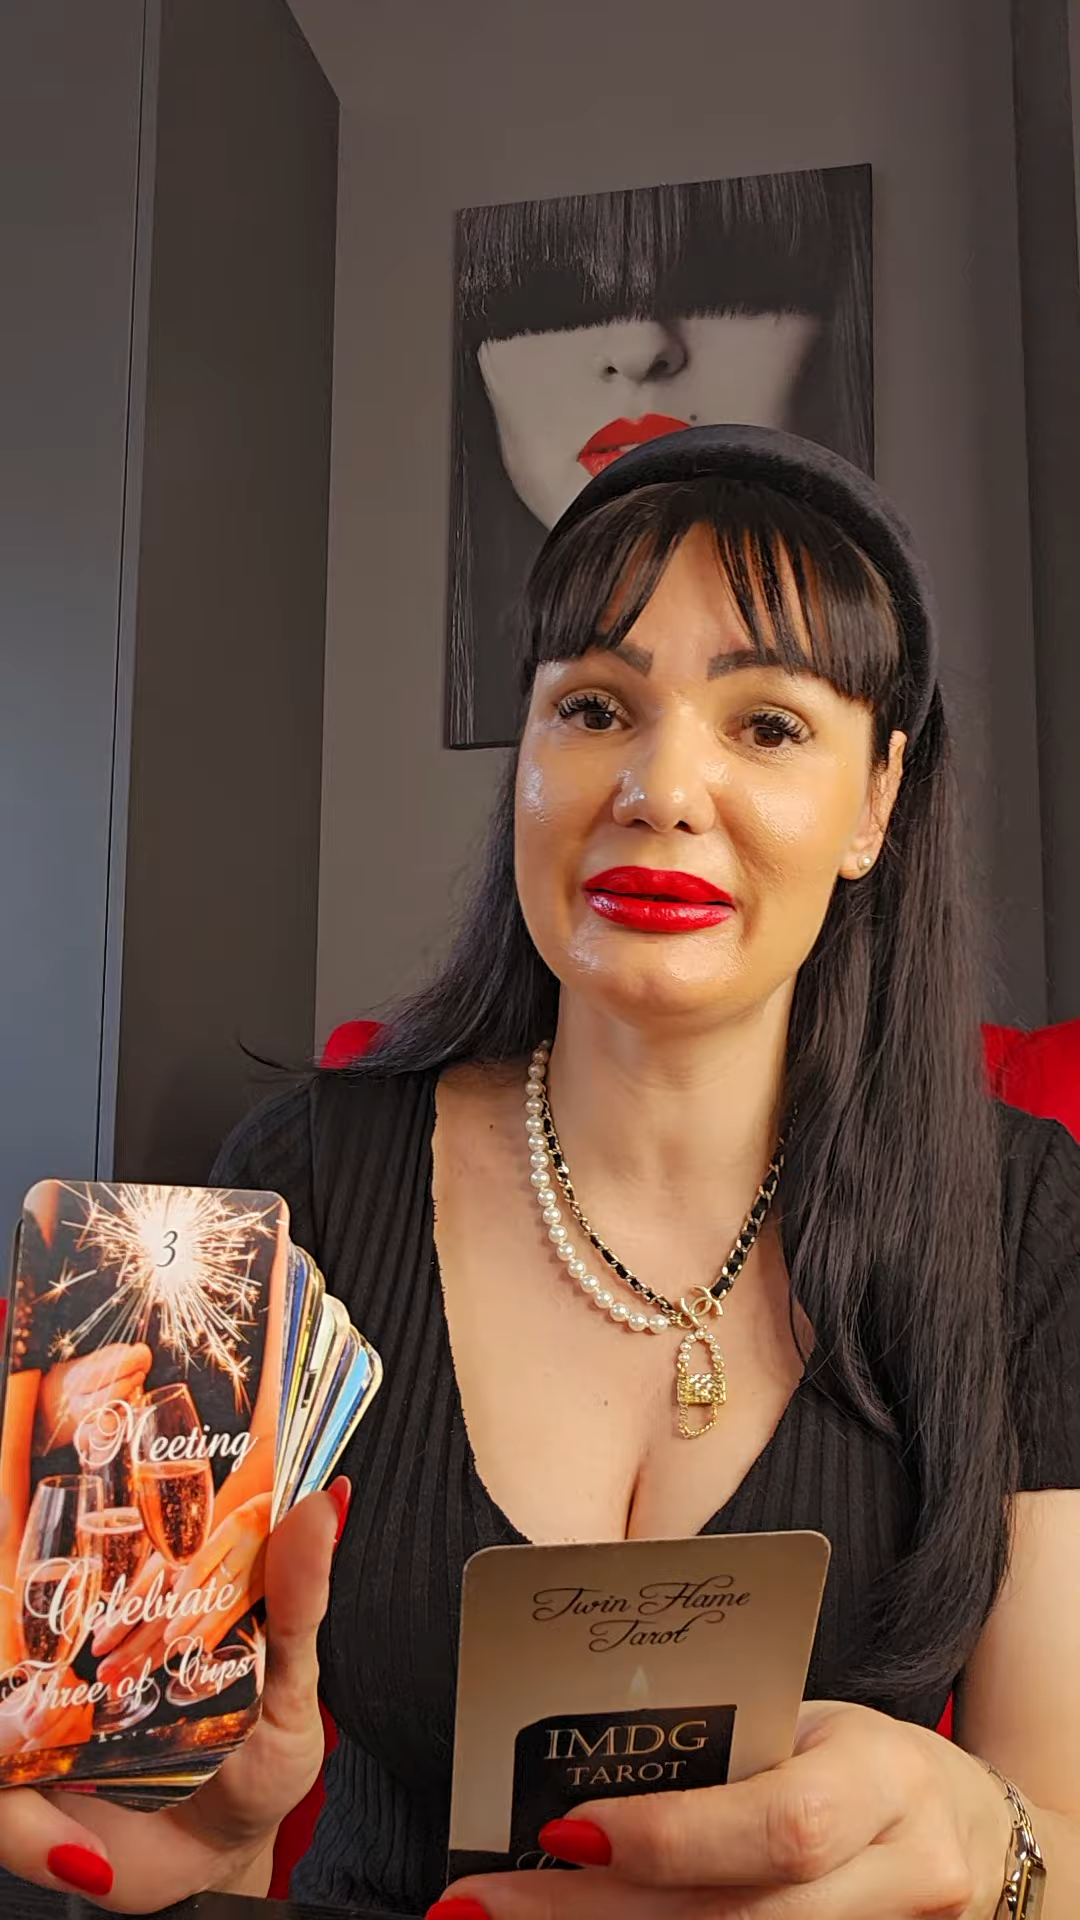 3
Meeting
Celebrate
Three of Cups
Twin Flame
Tarot
IMDG
TAROT